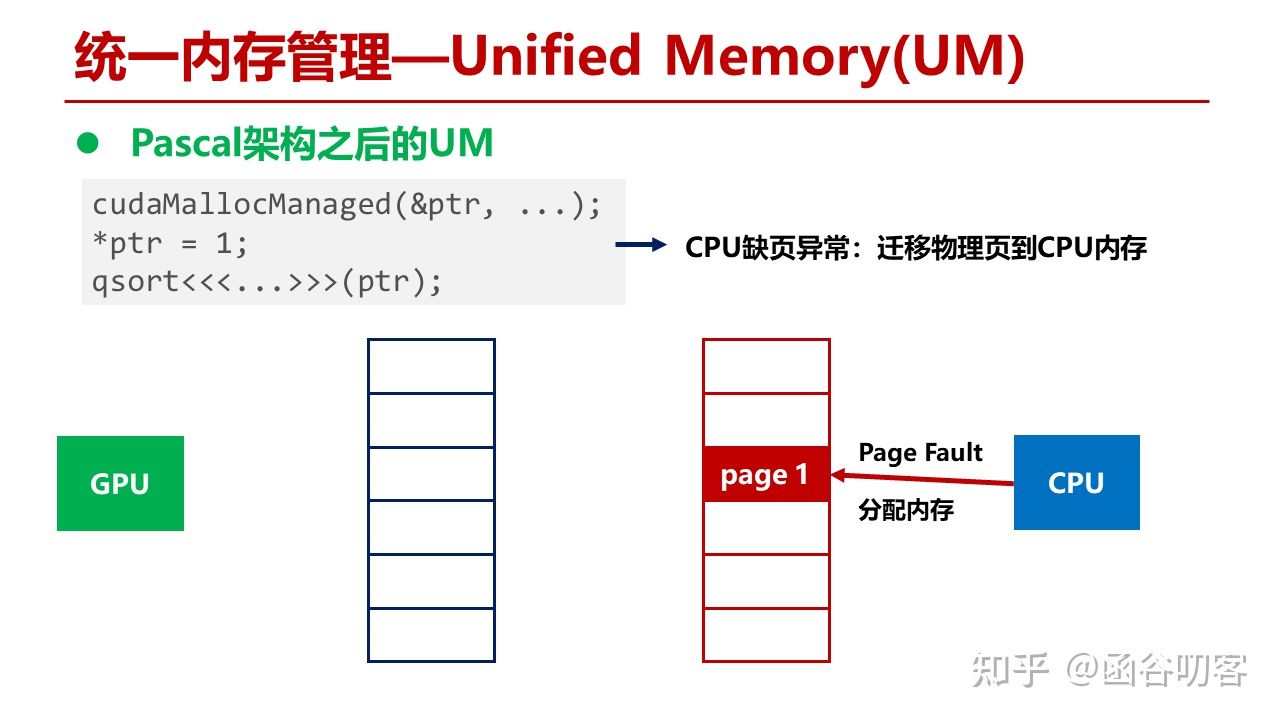 统一内存管理—Unified Memory(UM)
● Pascal架构之后的UM
cudaMallocManaged(&ptr, ...);
*ptr = 1;
qsort<<<...>>>(ptr);
CPU缺页异常：迁移物理页到CPU内存
GPU
page 1
Page Fault
分配内存
CPU
知乎 @函谷叨客